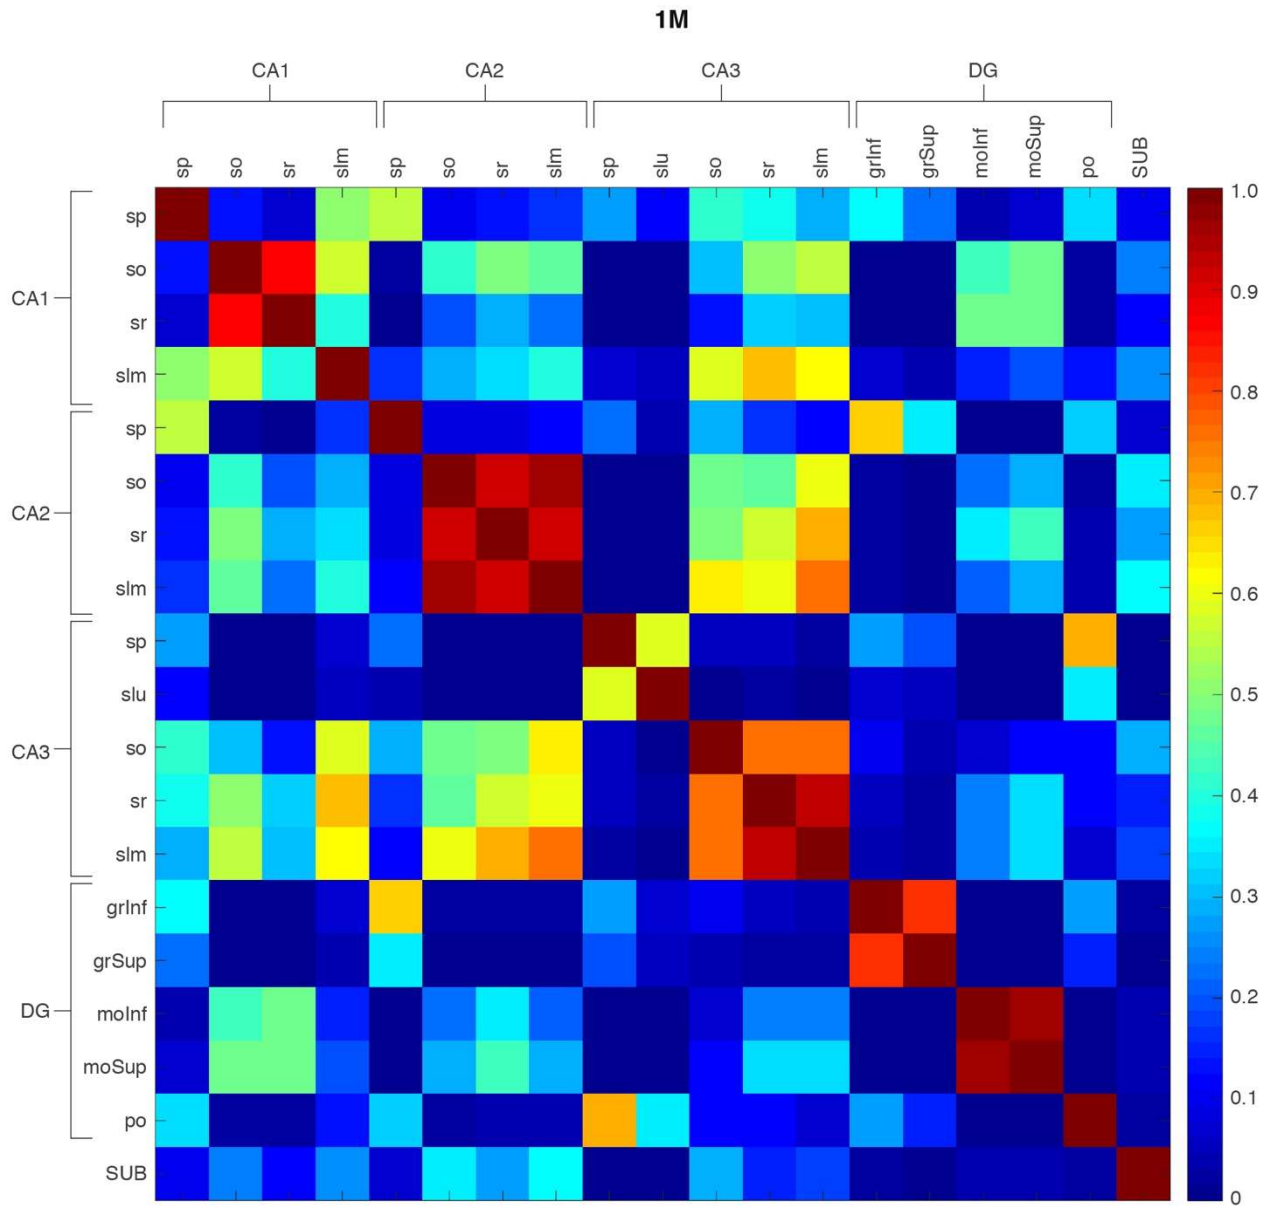 1M
CA1 CA2 CA3 DG
sp so sr slm sp so sr slm sp slu so sr slm grInf grSup moInf moSup po SUB
CA1
sp
so
sr
slm
CA2
sp
so
sr
slm
CA3
sp
slu
so
sr
slm
DG
grInf
grSup
moInf
moSup
po
SUB
1.0
0.9
0.8
0.7
0.6
0.5
0.4
0.3
0.2
0.1
0